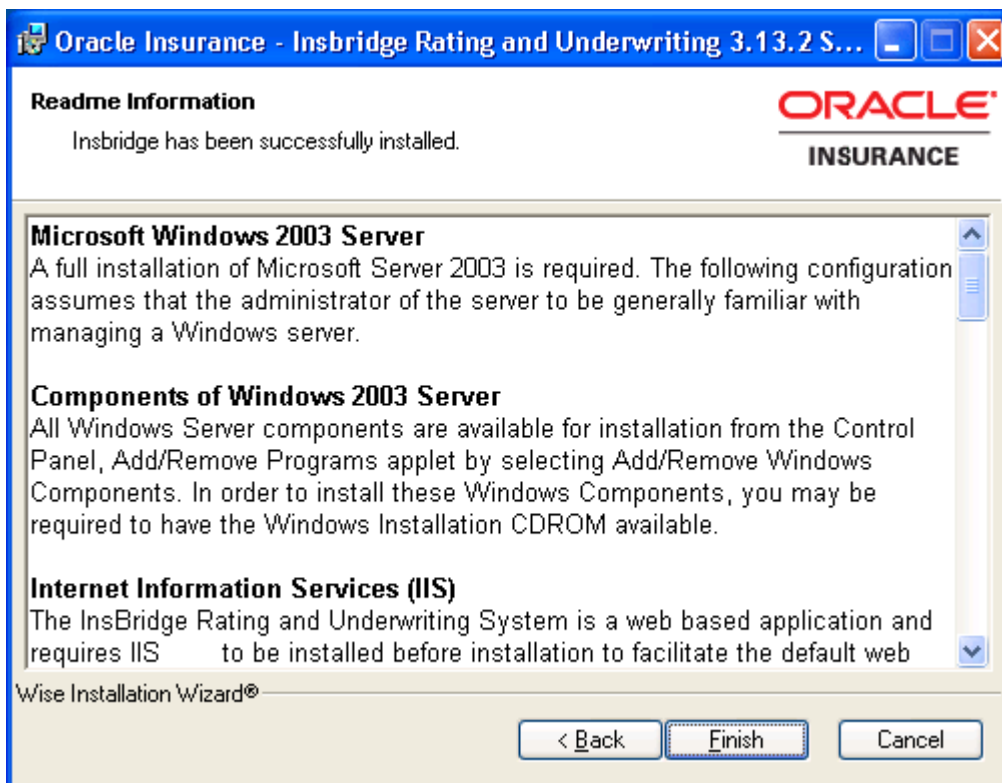 Oracle Insurance - Insbridge Rating and Underwriting 3.13.2 S...
Readme Information
Insbridge has been successfully installed.
ORACLE
INSURANCE
Microsoft Windows 2003 Server
A full installation of Microsoft Server 2003 is required. The following configuration
assumes that the administrator of the server to be generally familiar with
managing a Windows server.
Components of Windows 2003 Server
All Windows Server components are available for installation from the Control
Panel, Add/Remove Programs applet by selecting Add/Remove Windows
Components. In order to install these Windows Components, you may be
required to have the Windows Installation CDROM available.
Internet Information Services (IIS)
The InsBridge Rating and Underwriting System is a web based application and
requires IIS to be installed before installation to facilitate the default web
Wise Installation Wizard®
< Back
Finish
Cancel